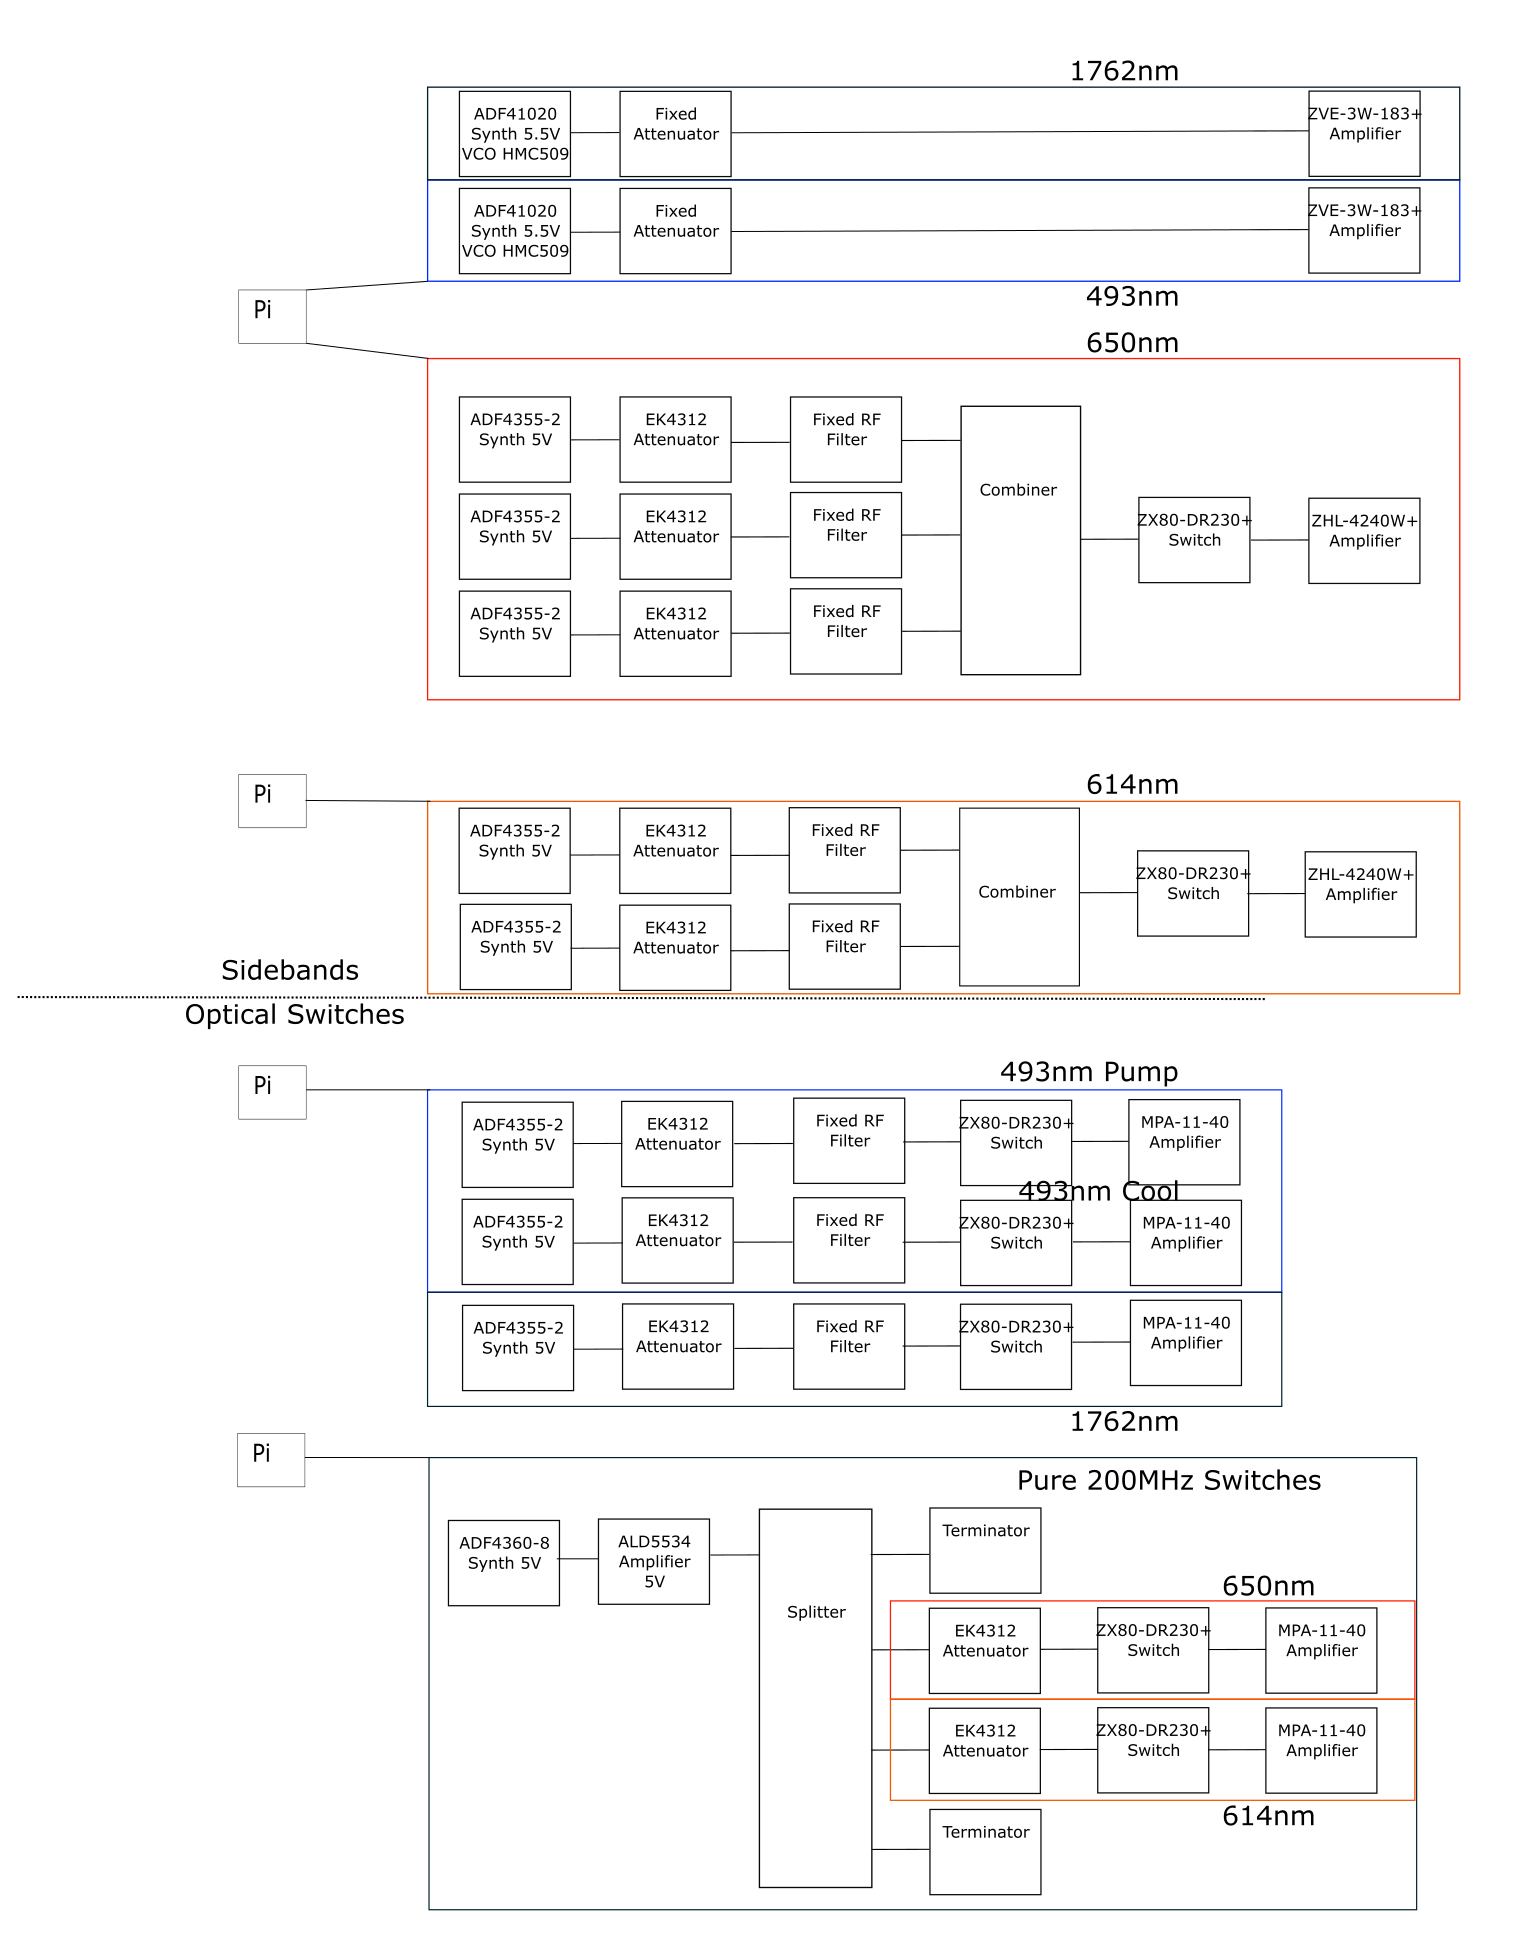 1762nm
ADF41020
Synth 5.5V
VCO HMC509
Fixed
Attenuator
ZVE-3W-183+
Amplifier
ADF41020
Synth 5.5V
VCO HMC509
Fixed
Attenuator
ZVE-3W-183+
Amplifier
493nm
Pi
650nm
ADF4355-2
Synth 5V
EK4312
Attenuator
Fixed RF
Filter
ADF4355-2
Synth 5V
EK4312
Attenuator
Fixed RF
Filter
ADF4355-2
Synth 5V
EK4312
Attenuator
Fixed RF
Filter
Combiner
ZX80-DR230+
Switch
ZHL-4240W+
Amplifier
Pi
614nm
ADF4355-2
Synth 5V
EK4312
Attenuator
Fixed RF
Filter
ADF4355-2
Synth 5V
EK4312
Attenuator
Fixed RF
Filter
Combiner
ZX80-DR230+
Switch
ZHL-4240W+
Amplifier
Sidebands
Optical Switches
Pi
493nm Pump
ADF4355-2
Synth 5V
EK4312
Attenuator
Fixed RF
Filter
ZX80-DR230+
Switch
MPA-11-40
Amplifier
493nm Cool
ADF4355-2
Synth 5V
EK4312
Attenuator
Fixed RF
Filter
ZX80-DR230+
Switch
MPA-11-40
Amplifier
ADF4355-2
Synth 5V
EK4312
Attenuator
Fixed RF
Filter
ZX80-DR230+
Switch
MPA-11-40
Amplifier
1762nm
Pi
Pure 200MHz Switches
ADF4360-8
Synth 5V
ALD5534
Amplifier
5V
Splitter
Terminator
650nm
EK4312
Attenuator
ZX80-DR230+
Switch
MPA-11-40
Amplifier
EK4312
Attenuator
ZX80-DR230+
Switch
MPA-11-40
Amplifier
614nm
Terminator